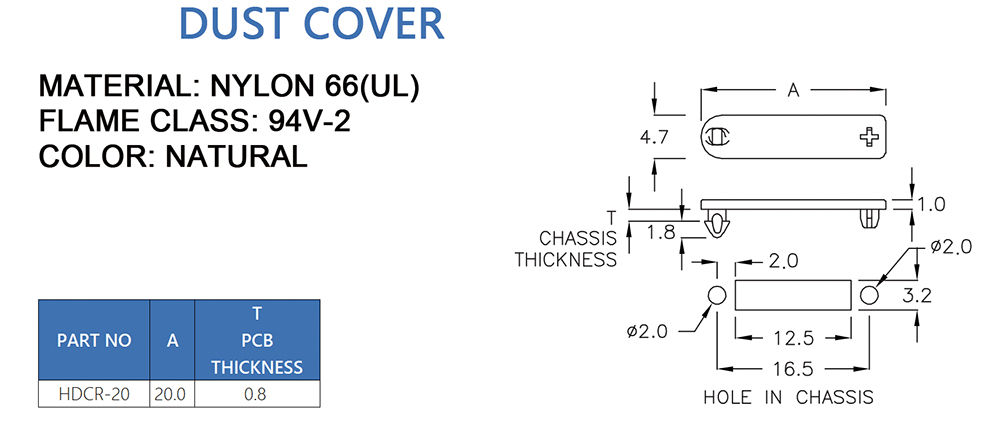 DUST COVER
MATERIAL: NYLON 66(UL)
FLAME CLASS: 94V-2
COLOR: NATURAL
A
4.7
1.0
T
CHASSIS
THICKNESS
1.8
ø2.0
2.0
3.2
ø2.0
12.5
16.5
HOLE IN CHASSIS
PART NO
A
T
PCB
THICKNESS
HDCR-20
20.0
0.8